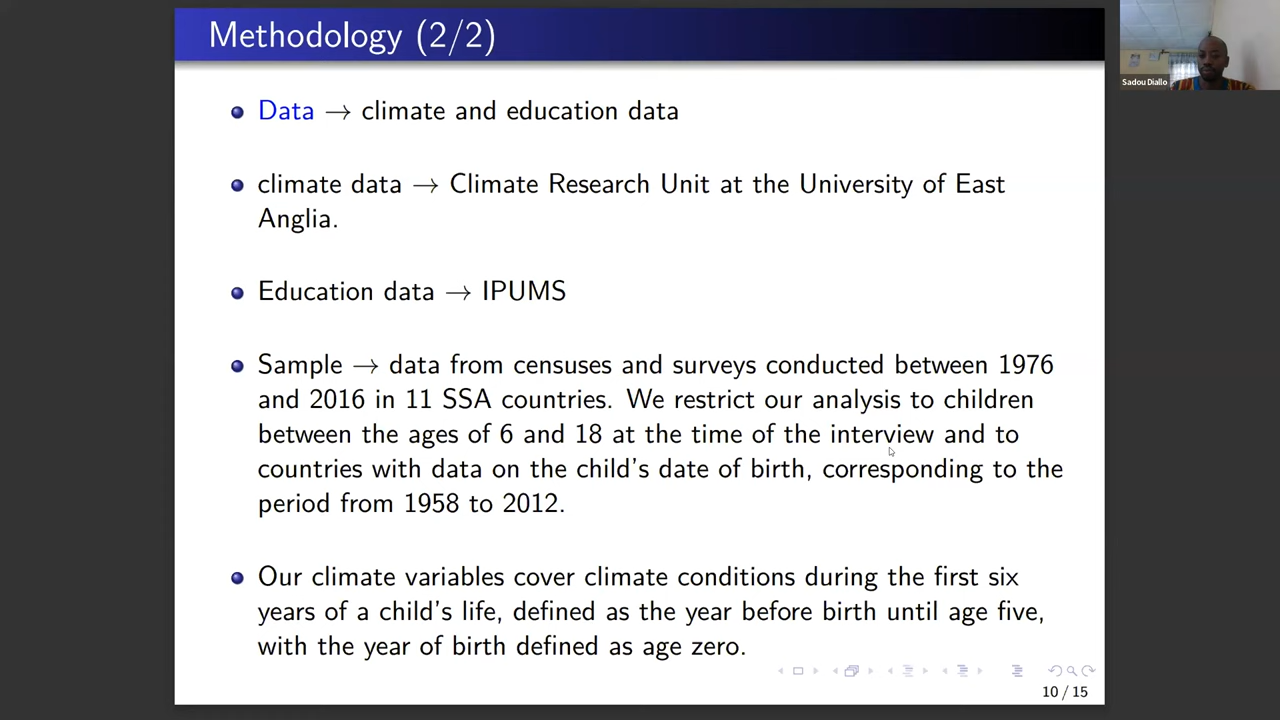 Methodology (2/2)
Data → climate and education data
climate data → Climate Research Unit at the University of East
Anglia.
Education data → IPUMS
Sample → data from censuses and surveys conducted between 1976
and 2016 in 11 SSA countries. We restrict our analysis to children
between the ages of 6 and 18 at the time of the interview and to
countries with data on the child's date of birth, corresponding to the
period from 1958 to 2012.
Our climate variables cover climate conditions during the first six
years of a child's life, defined as the year before birth until age five,
with the year of birth defined as age zero.
10 / 15
Sadou Diallo